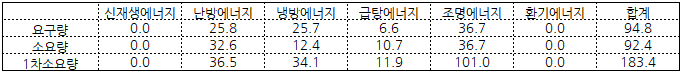 신재생에너지 난방에너지 냉방에너지 급탕에너지 조명에너지 환기에너지 합계
요구량 0.0 25.8 25.7 6.6 36.7 0.0 94.8
소요량 0.0 32.6 12.4 10.7 36.7 0.0 92.4
1차소요량 0.0 36.5 34.1 11.9 101.0 0.0 183.4